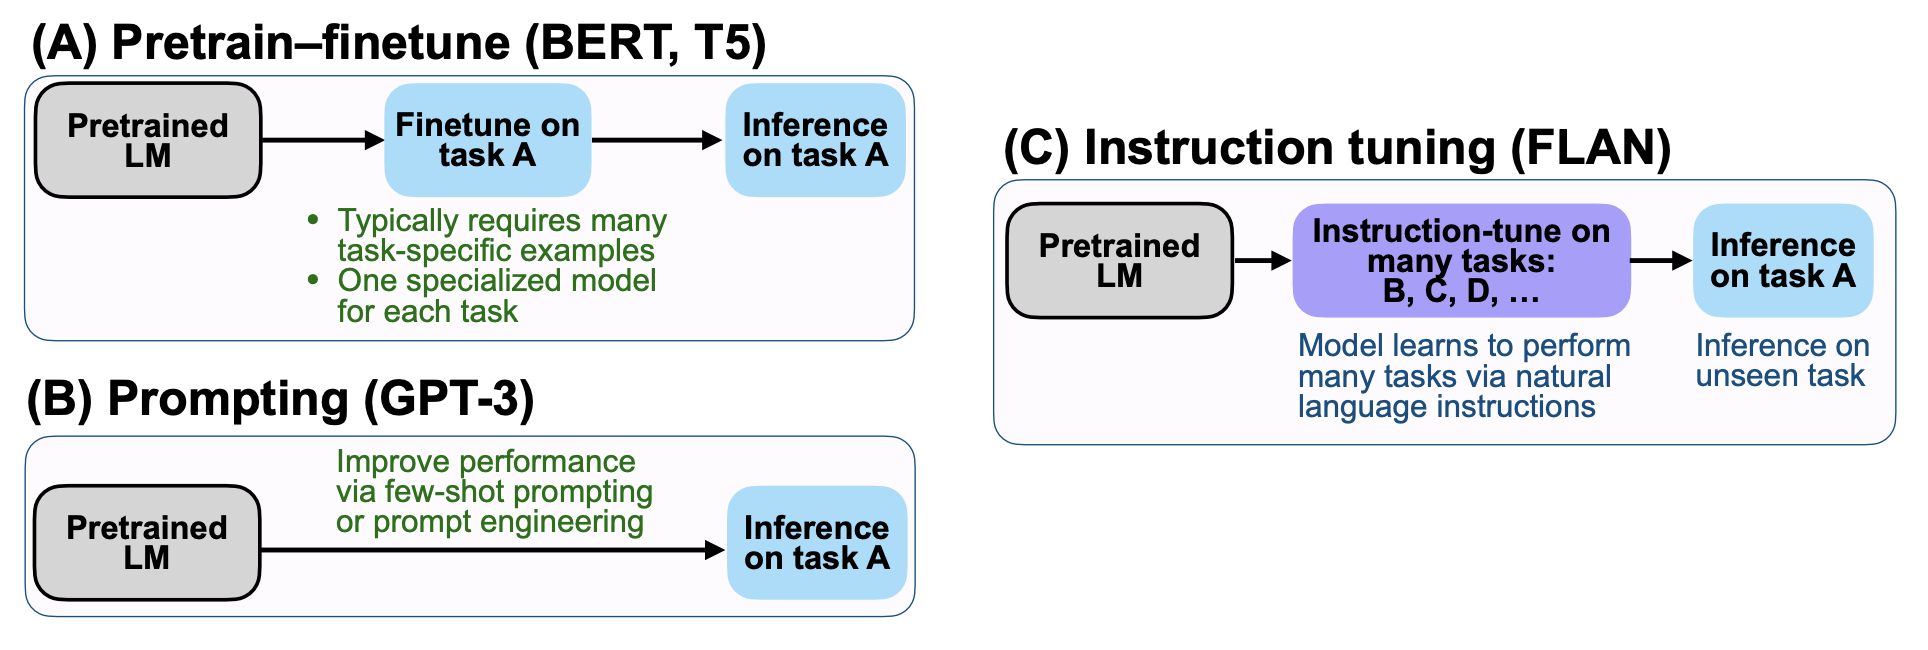 (A) Pretrain–finetune (BERT, T5)
Pretrained
LM
Finetune on
task A
Inference
on task A
• Typically requires many
task-specific examples
• One specialized model
for each task
(B) Prompting (GPT-3)
Improve performance
via few-shot prompting
or prompt engineering
Pretrained
LM
Inference
on task A
(C) Instruction tuning (FLAN)
Pretrained
LM
Instruction-tune on
many tasks:
B, C, D, …
Inference
on task A
Model learns to perform
many tasks via natural
language instructions
Inference on
unseen task